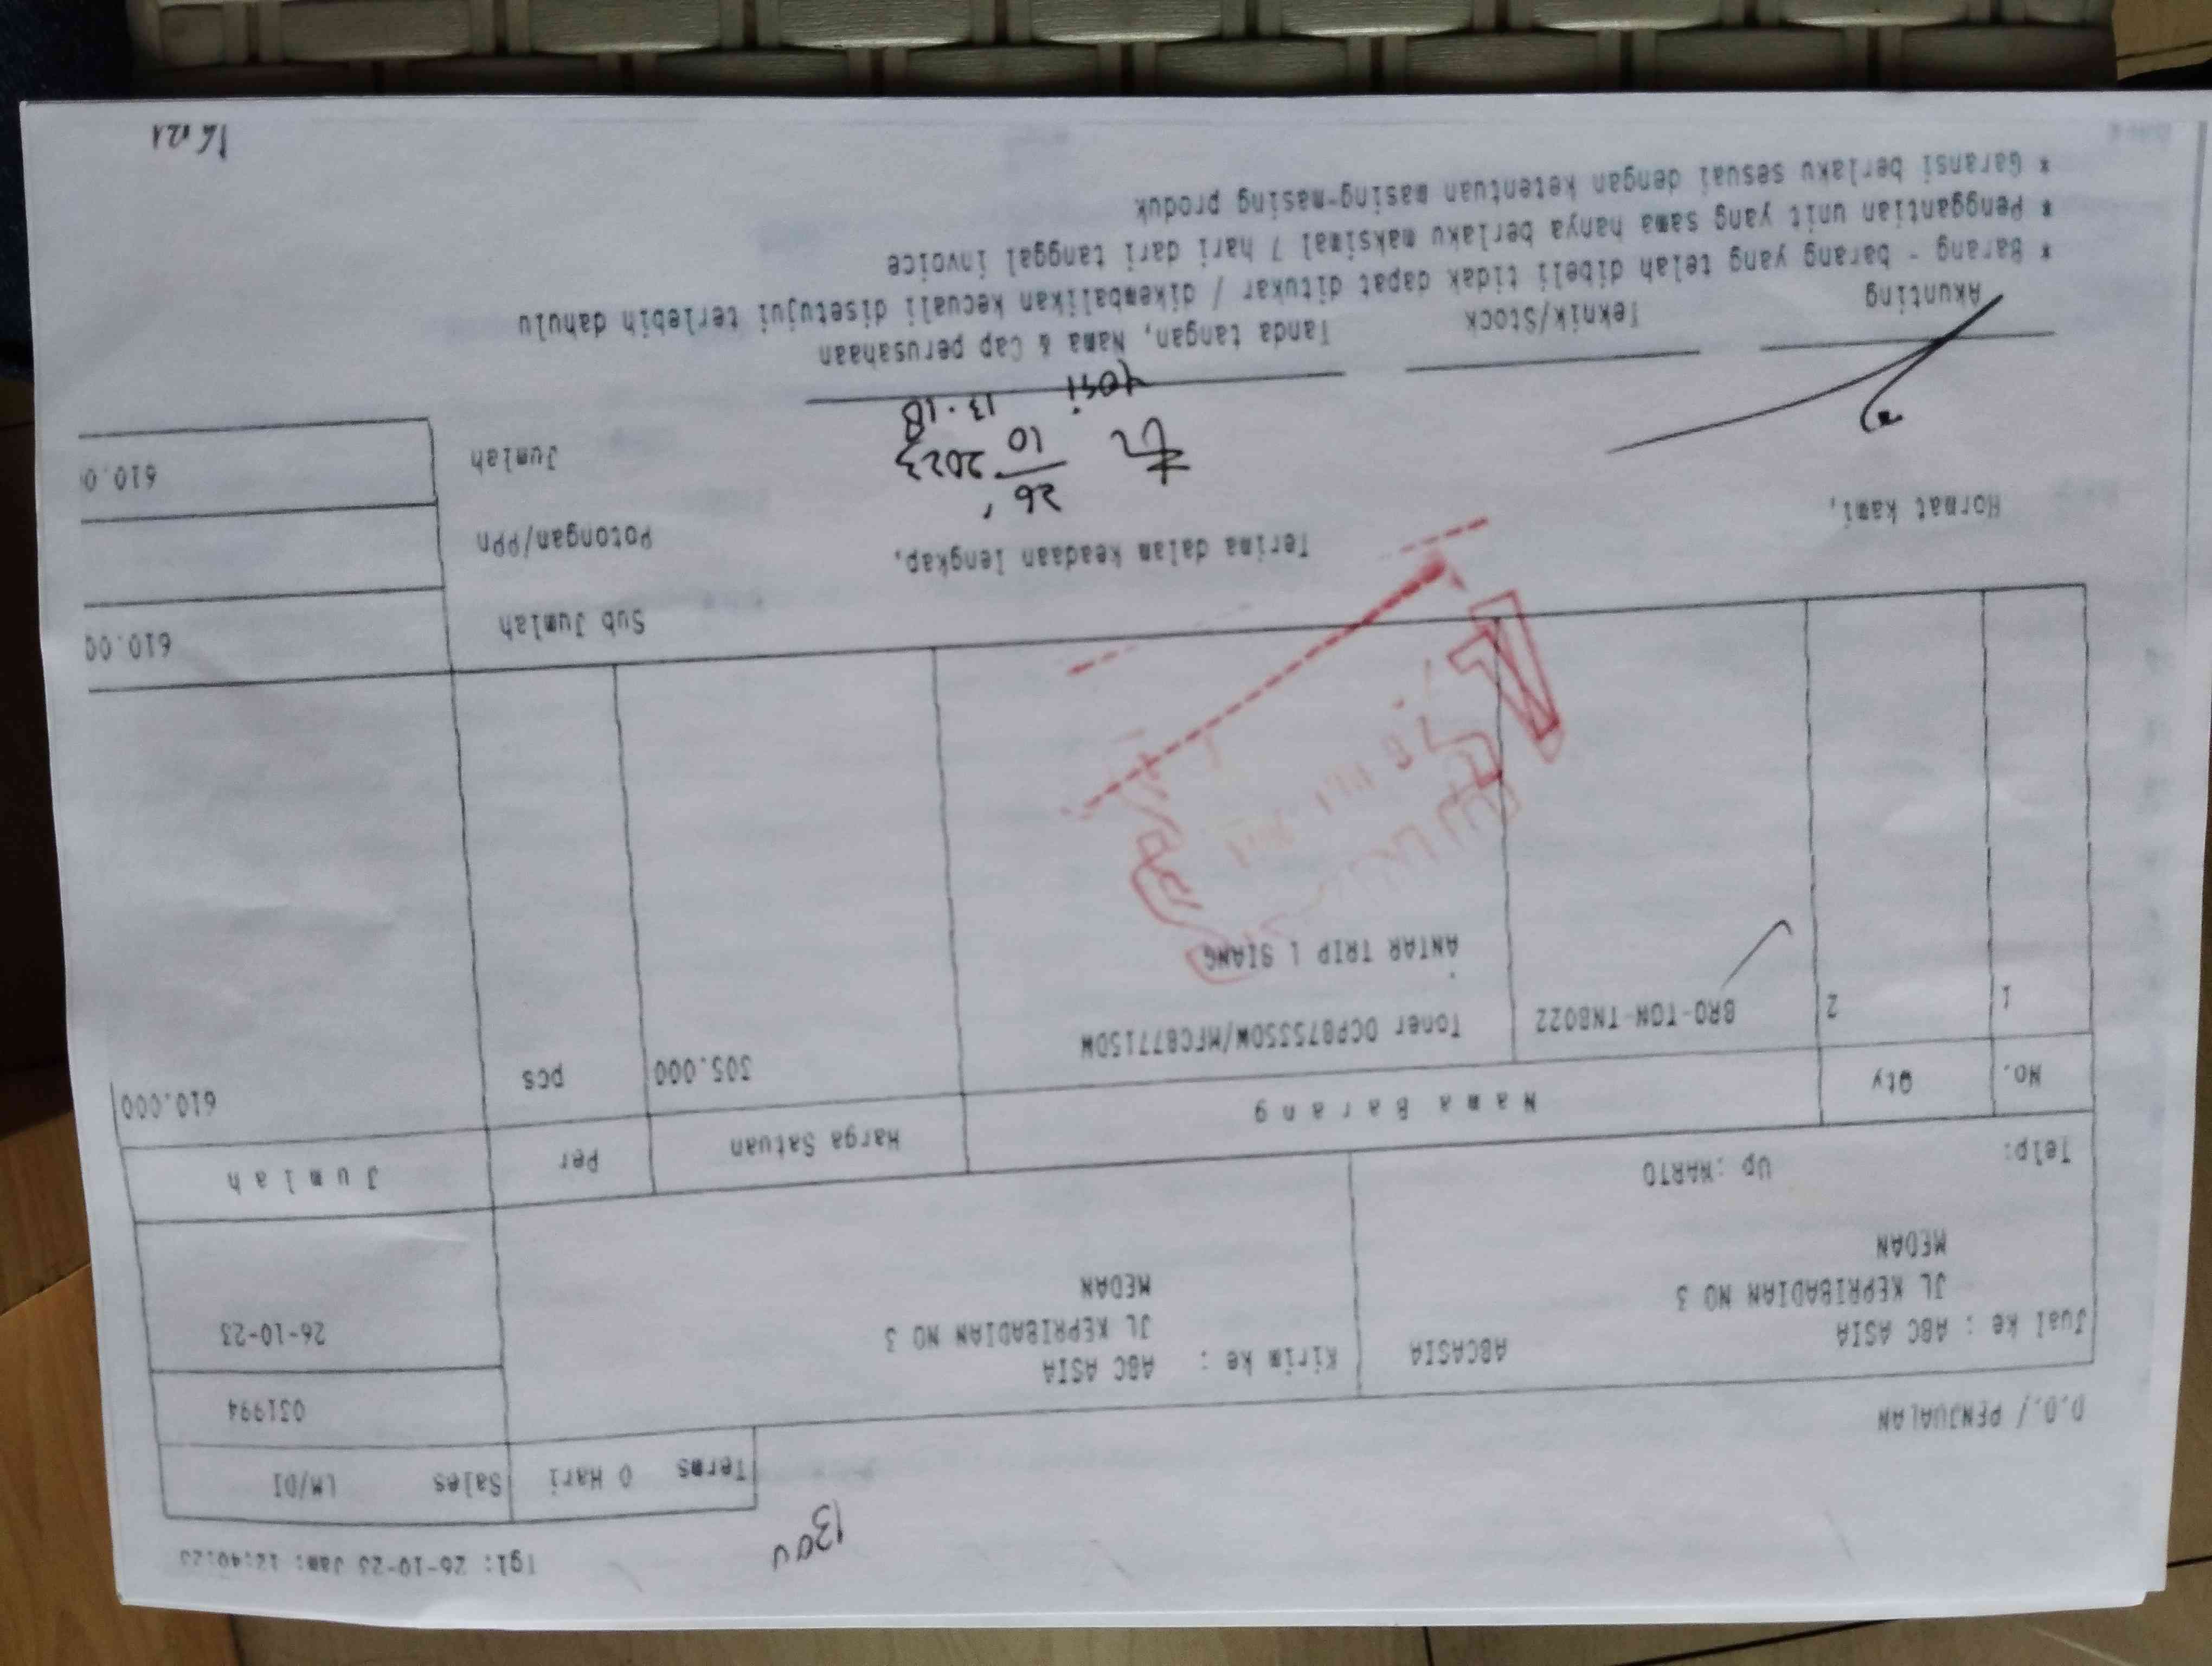 Tgl: 26-10-23 Jam: 12:40:23
Terms 0 Hari Sales LM/DI
D.O./ PENJUALAN
031994
Jual ke : ABC ASIA ABCASIA Kirim ke : ABC ASIA
JL KEPRIBADIAN NO 3 JL KEPRIBADIAN NO 3
MEDAN MEDAN
26-10-23
Telp: Up :MARTO
No. Qty Nama Barang Harga Satuan Per Jumlah
1 2 BRO-TON-TN8022 Toner DCP8755DW/MFC8771SDW 305.000 pcs 610.000
ANTAR TRIP 1 SIANG
Sub Jumlah 610.00
Hormat kami, Terima dalam keadaan lengkap, Potongan/PPn
26/10 2023
13.18
Yosi
Jumlah 610.0
Akunting Teknik/Stock Tanda tangan, Nama & Cap perusahaan
* Barang - barang yang telah dibeli tidak dapat ditukar / dikembalikan kecuali disetujui terlebih dahulu
* Penggantian unit yang sama hanya berlaku maksimal 7 hari dari tanggal invoice
* Garansi berlaku sesuai dengan ketentuan masing-masing produk